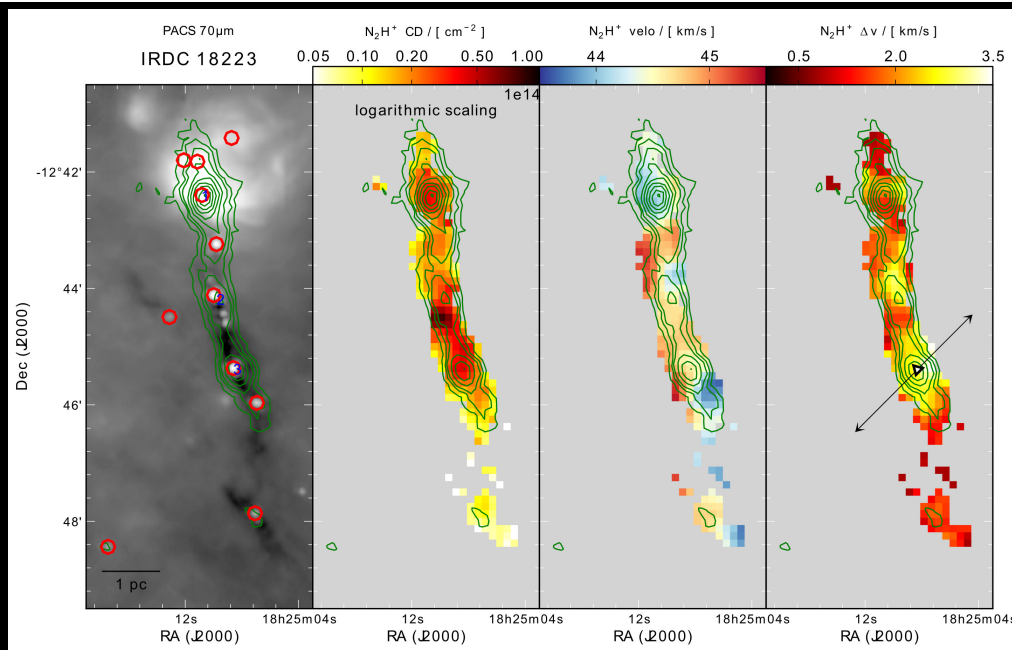 PACS 70μm
IRDC 18223
N₂H⁺ CD / [ cm⁻² ]
0.05 0.10 0.20 0.50 1.00
1e14
logarithmic scaling
N₂H⁺ velo / [ km/s ]
44 45
N₂H⁺ Δv / [ km/s ]
0.5 2.0 3.5
-12°42'
44'
46'
48'
Dec (J2000)
1
2
3
1 pc
12s 18h25m04s
RA (J2000)
12s 18h25m04s
RA (J2000)
12s 18h25m04s
RA (J2000)
12s 18h25m04s
RA (J2000)